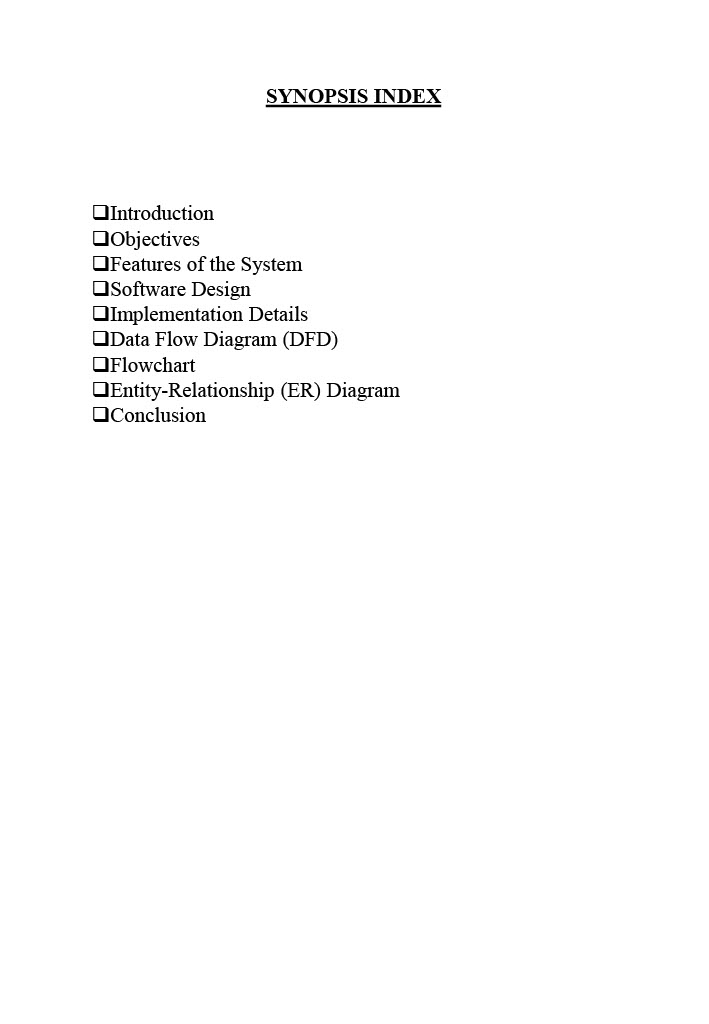 SYNOPSIS INDEX
❑Introduction
❑Objectives
❑Features of the System
❑Software Design
❑Implementation Details
❑Data Flow Diagram (DFD)
❑Flowchart
❑Entity-Relationship (ER) Diagram
❑Conclusion